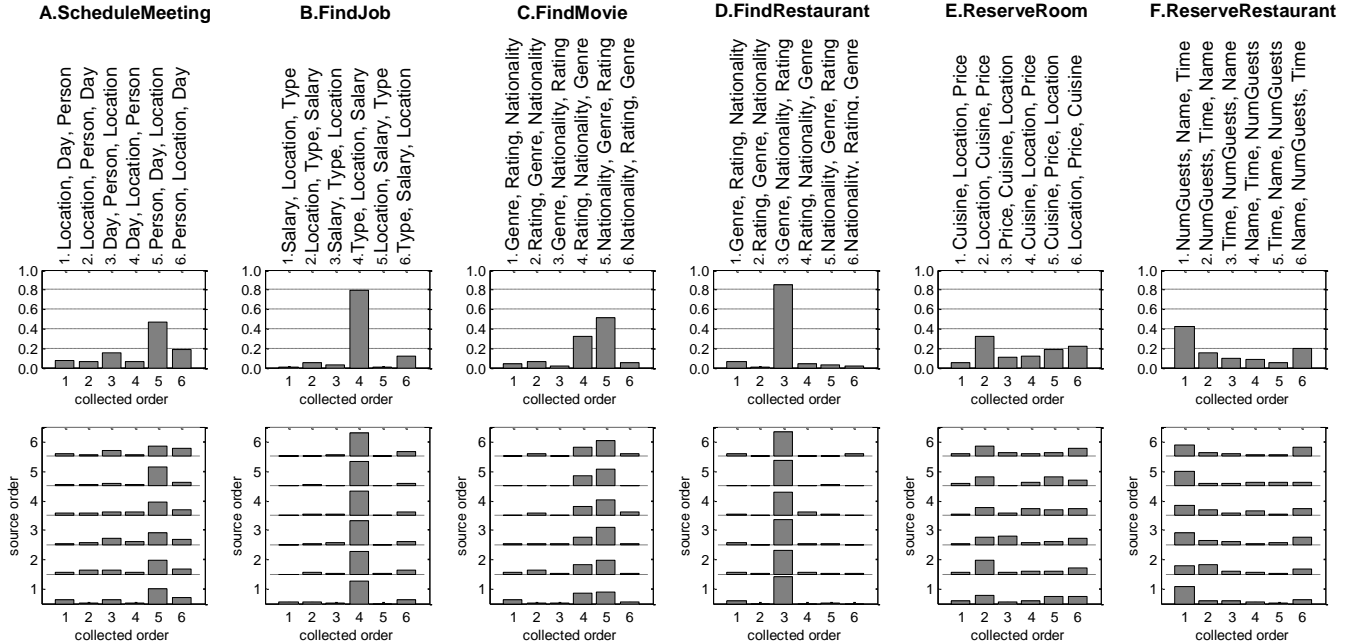 A.ScheduleMeeting
B.FindJob
C.FindMovie
D.FindRestaurant
E.ReserveRoom
F.ReserveRestaurant
1. Location, Day, Person
2. Location, Person, Day
3. Day, Person, Location
4. Day, Location, Person
5. Person, Day, Location
6. Person, Location, Day
1.Salary, Location, Type
2.Location, Type, Salary
3.Salary, Type, Location
4.Type, Location, Salary
5.Location, Salary, Type
6.Type, Salary, Location
1.Genre, Rating, Nationality
2.Rating, Genre, Nationality
3.Genre, Nationality, Rating
4.Rating, Nationality, Genre
5.Nationality, Genre, Rating
6.Nationality, Rating, Genre
1.Genre, Rating, Nationality
2.Rating, Genre, Nationality
3.Genre, Nationality, Rating
4.Rating, Nationality, Genre
5.Nationality, Genre, Rating
6.Nationality, Rating, Genre
1.Cuisine, Location, Price
2.Location, Cuisine, Price
3.Price, Cuisine, Location
4.Cuisine, Location, Price
5.Cuisine, Price, Location
6.Location, Price, Cuisine
1. NumGuests, Name, Time
2. NumGuests, Time, Name
3. Time, NumGuests, Name
4. Name, Time, NumGuests
5. Time, Name, NumGuests
6. Name, NumGuests, Time
1.0
0.8
0.6
0.4
0.2
0.0
1 2 3 4 5 6
collected order
1.0
0.8
0.6
0.4
0.2
0.0
1 2 3 4 5 6
collected order
1.0
0.8
0.6
0.4
0.2
0.0
1 2 3 4 5 6
collected order
1.0
0.8
0.6
0.4
0.2
0.0
1 2 3 4 5 6
collected order
1.0
0.8
0.6
0.4
0.2
0.0
1 2 3 4 5 6
collected order
1.0
0.8
0.6
0.4
0.2
0.0
1 2 3 4 5 6
collected order
source order
6
5
4
3
2
1
1 2 3 4 5 6
collected order
source order
6
5
4
3
2
1
1 2 3 4 5 6
collected order
source order
6
5
4
3
2
1
1 2 3 4 5 6
collected order
source order
6
5
4
3
2
1
1 2 3 4 5 6
collected order
source order
6
5
4
3
2
1
1 2 3 4 5 6
collected order
source order
6
5
4
3
2
1
1 2 3 4 5 6
collected order